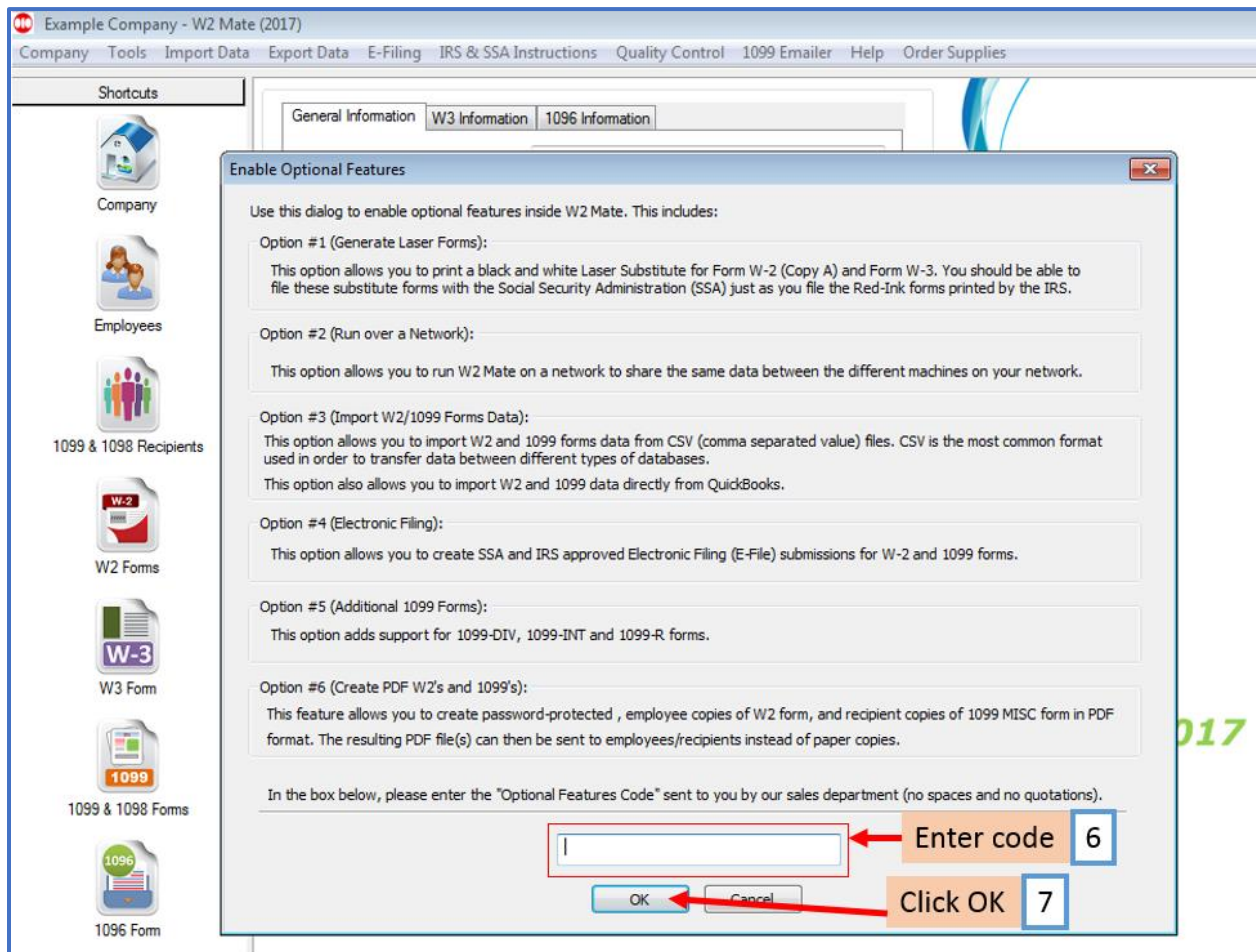 Example Company - W2 Mate (2017)
Company Tools Import Data Export Data E-Filing IRS & SSA Instructions Quality Control 1099 Emailer Help Order Supplies
Shortcuts
Company
Employees
1099 & 1098 Recipients
W-2
W2 Forms
W-3
W3 Form
1099
1099 & 1098 Forms
1096
1096 Form
General Information W3 Information 1096 Information
Enable Optional Features
Use this dialog to enable optional features inside W2 Mate. This includes:
Option #1 (Generate Laser Forms):
This option allows you to print a black and white Laser Substitute for Form W-2 (Copy A) and Form W-3. You should be able to
file these substitute forms with the Social Security Administration (SSA) just as you file the Red-Ink forms printed by the IRS.
Option #2 (Run over a Network):
This option allows you to run W2 Mate on a network to share the same data between the different machines on your network.
Option #3 (Import W2/1099 Forms Data):
This option allows you to import W2 and 1099 forms data from CSV (comma separated value) files. CSV is the most common format
used in order to transfer data between different types of databases.
This option also allows you to import W2 and 1099 data directly from QuickBooks.
Option #4 (Electronic Filing):
This option allows you to create SSA and IRS approved Electronic Filing (E-File) submissions for W-2 and 1099 forms.
Option #5 (Additional 1099 Forms):
This option adds support for 1099-DIV, 1099-INT and 1099-R forms.
Option #6 (Create PDF W2's and 1099's):
This feature allows you to create password-protected , employee copies of W2 form, and recipient copies of 1099 MISC form in PDF
format. The resulting PDF file(s) can then be sent to employees/recipients instead of paper copies.
017
In the box below, please enter the "Optional Features Code" sent to you by our sales department (no spaces and no quotations).
Enter code 6
OK Cancel
Click OK 7